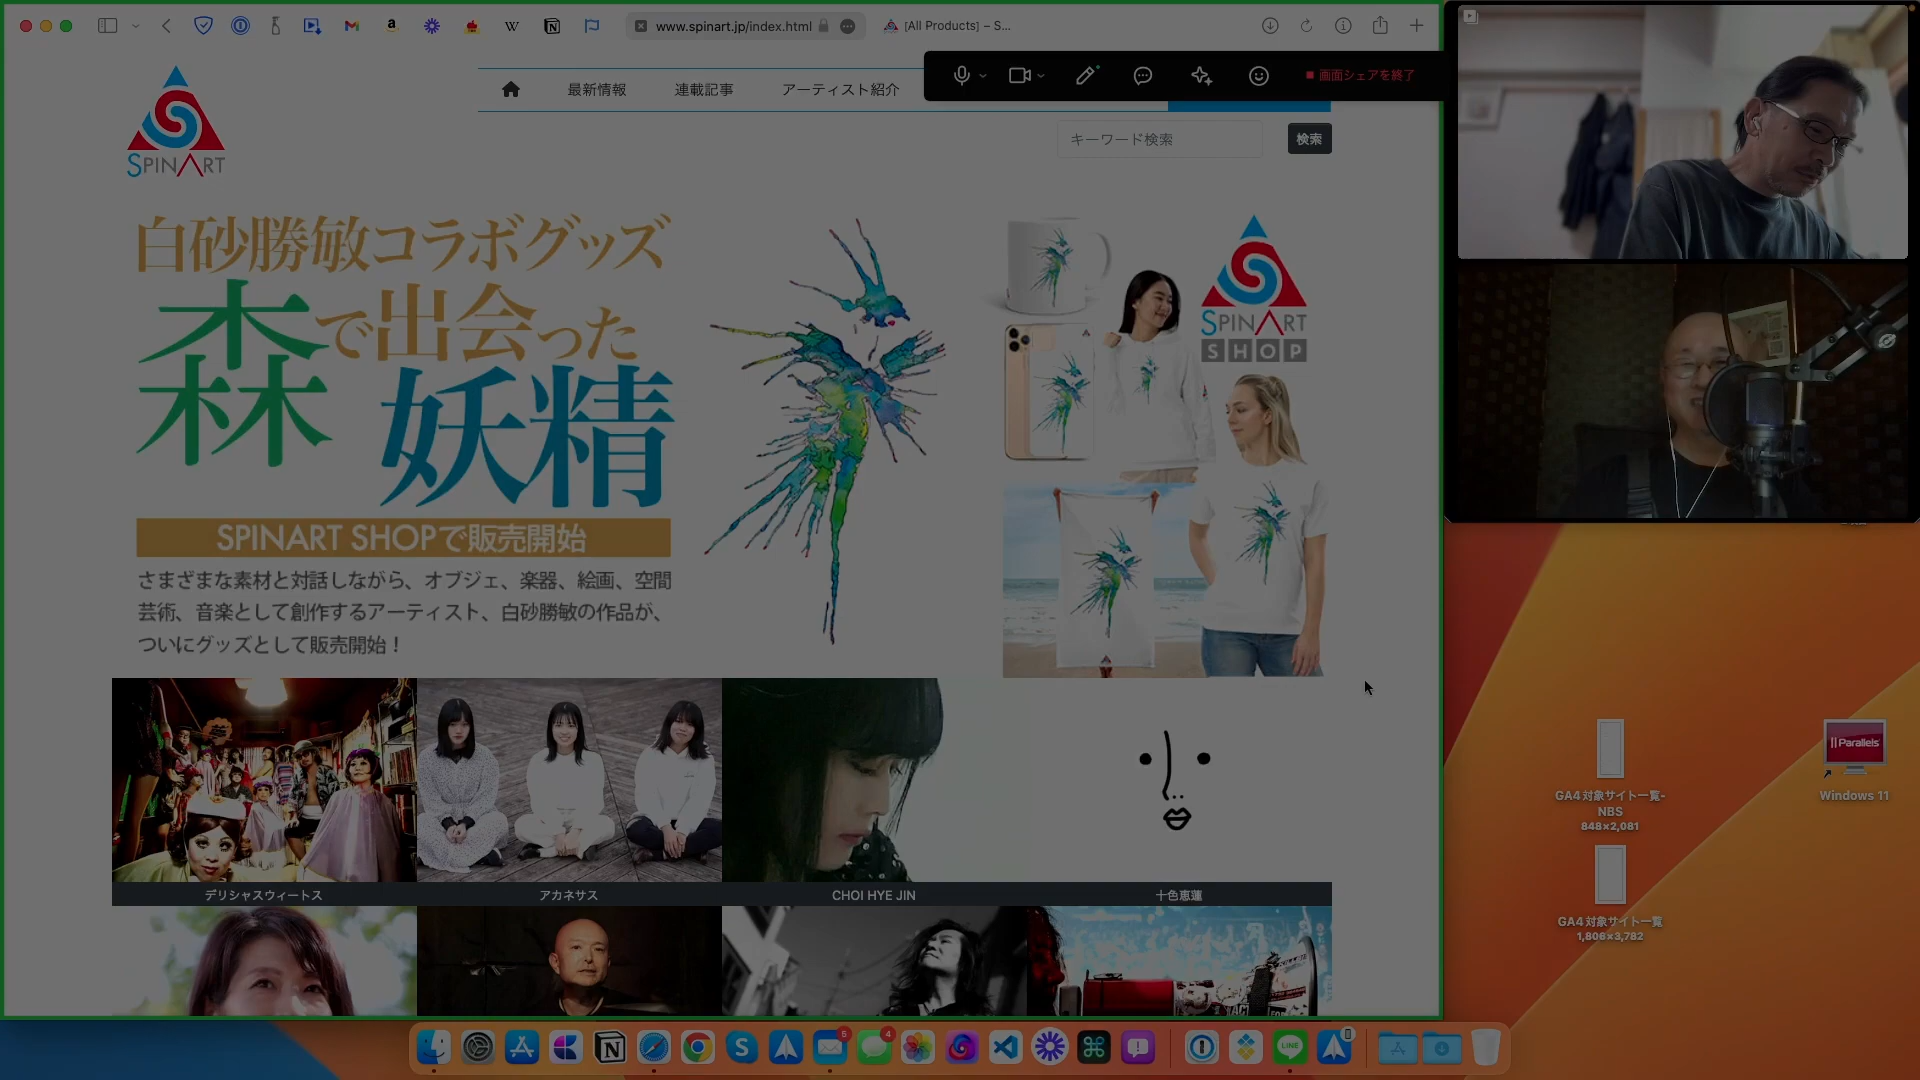 www.spinart.jp/index.html
[All Products] – S...
最新情報
連載記事
アーティスト紹介
画面シェアを終了
SPINART
キーワード検索
検索
白砂勝敏コラボグッズ
森で出会った
妖精
SPINART
SHOP
SPINART SHOPで販売開始
さまざまな素材と対話しながら、オブジェ、楽器、絵画、空間
芸術、音楽として創作するアーティスト、白砂勝敏の作品が、
ついにグッズとして販売開始！
デリシャスウィートス
アカネサス
CHOI HYE JIN
十色恵蓮
GA4対象サイト一覧-
NBS
848×2,081
Parallels
Windows 11
GA4対象サイト一覧
1,806×3,782
5
4
LINE